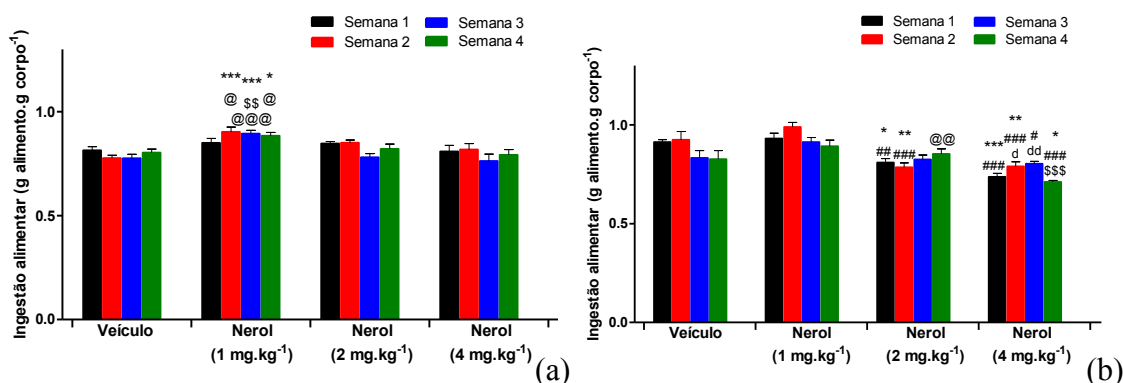 Semana 1
Semana 3
Semana 2
Semana 4
Ingestão alimentar (g alimento.g corpo⁻¹)
1.0
0.5
0.0
*** *** *
@ $$ @
@@@
Veículo
Nerol
Nerol
Nerol
(1 mg.kg⁻¹)
(2 mg.kg⁻¹)
(4 mg.kg⁻¹)
(a)
Semana 1
Semana 3
Semana 2
Semana 4
Ingestão alimentar (g alimento.g corpo⁻¹)
1.0
0.5
0.0
*
##
**
###
@@
***
###
**
###
d
#
dd
*
###
$$$
Veículo
Nerol
Nerol
Nerol
(1 mg.kg⁻¹)
(2 mg.kg⁻¹)
(4 mg.kg⁻¹)
(b)